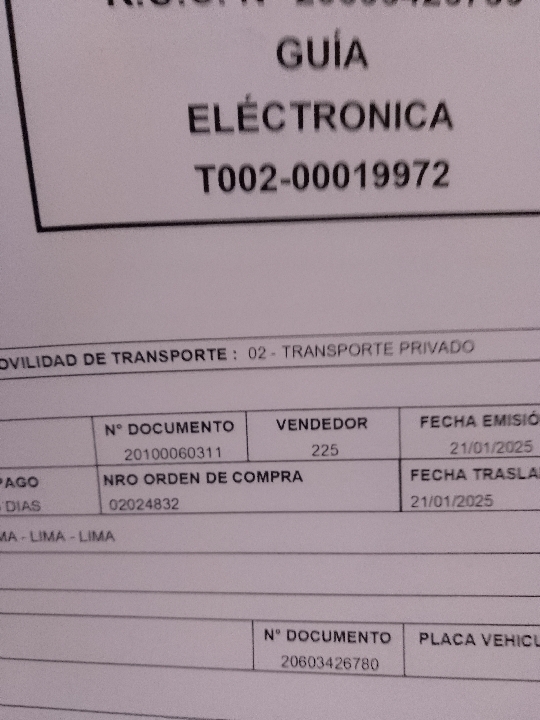 GUÍA
ELÉCTRONICA
T002-00019972
OVILIDAD DE TRANSPORTE : 02 - TRANSPORTE PRIVADO
N° DOCUMENTO VENDEDOR FECHA EMISIÓ
20100060311 225 21/01/2025
PAGO NRO ORDEN DE COMPRA FECHA TRASLA
DIAS 02024832 21/01/2025
MA - LIMA - LIMA
N° DOCUMENTO PLACA VEHICU
20603426780